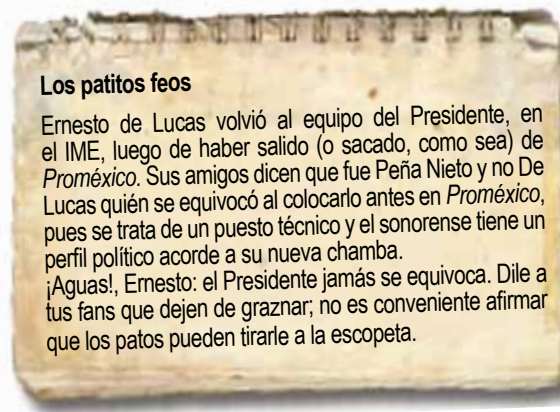 Los patitos feos
Ernesto de Lucas volvió al equipo del Presidente, en
el IME, luego de haber salido (o sacado, como sea) de
Proméxico. Sus amigos dicen que fue Peña Nieto y no De
Lucas quién se equivocó al colocarlo antes en Proméxico,
pues se trata de un puesto técnico y el sonorense tiene un
perfil político acorde a su nueva chamba.
¡Aguas!, Ernesto: el Presidente jamás se equivoca. Dile a
tus fans que dejen de graznar; no es conveniente afirmar
que los patos pueden tirarle a la escopeta.